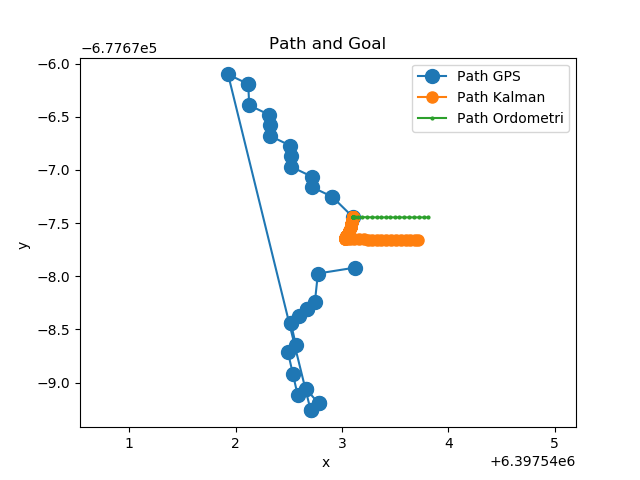 Path and Goal
−6.7767e5
−6.0
−6.5
−7.0
−7.5
−8.0
−8.5
−9.0
y
Path GPS
Path Kalman
Path Ordometri
1
2
3
4
5
x
+6.39754e6